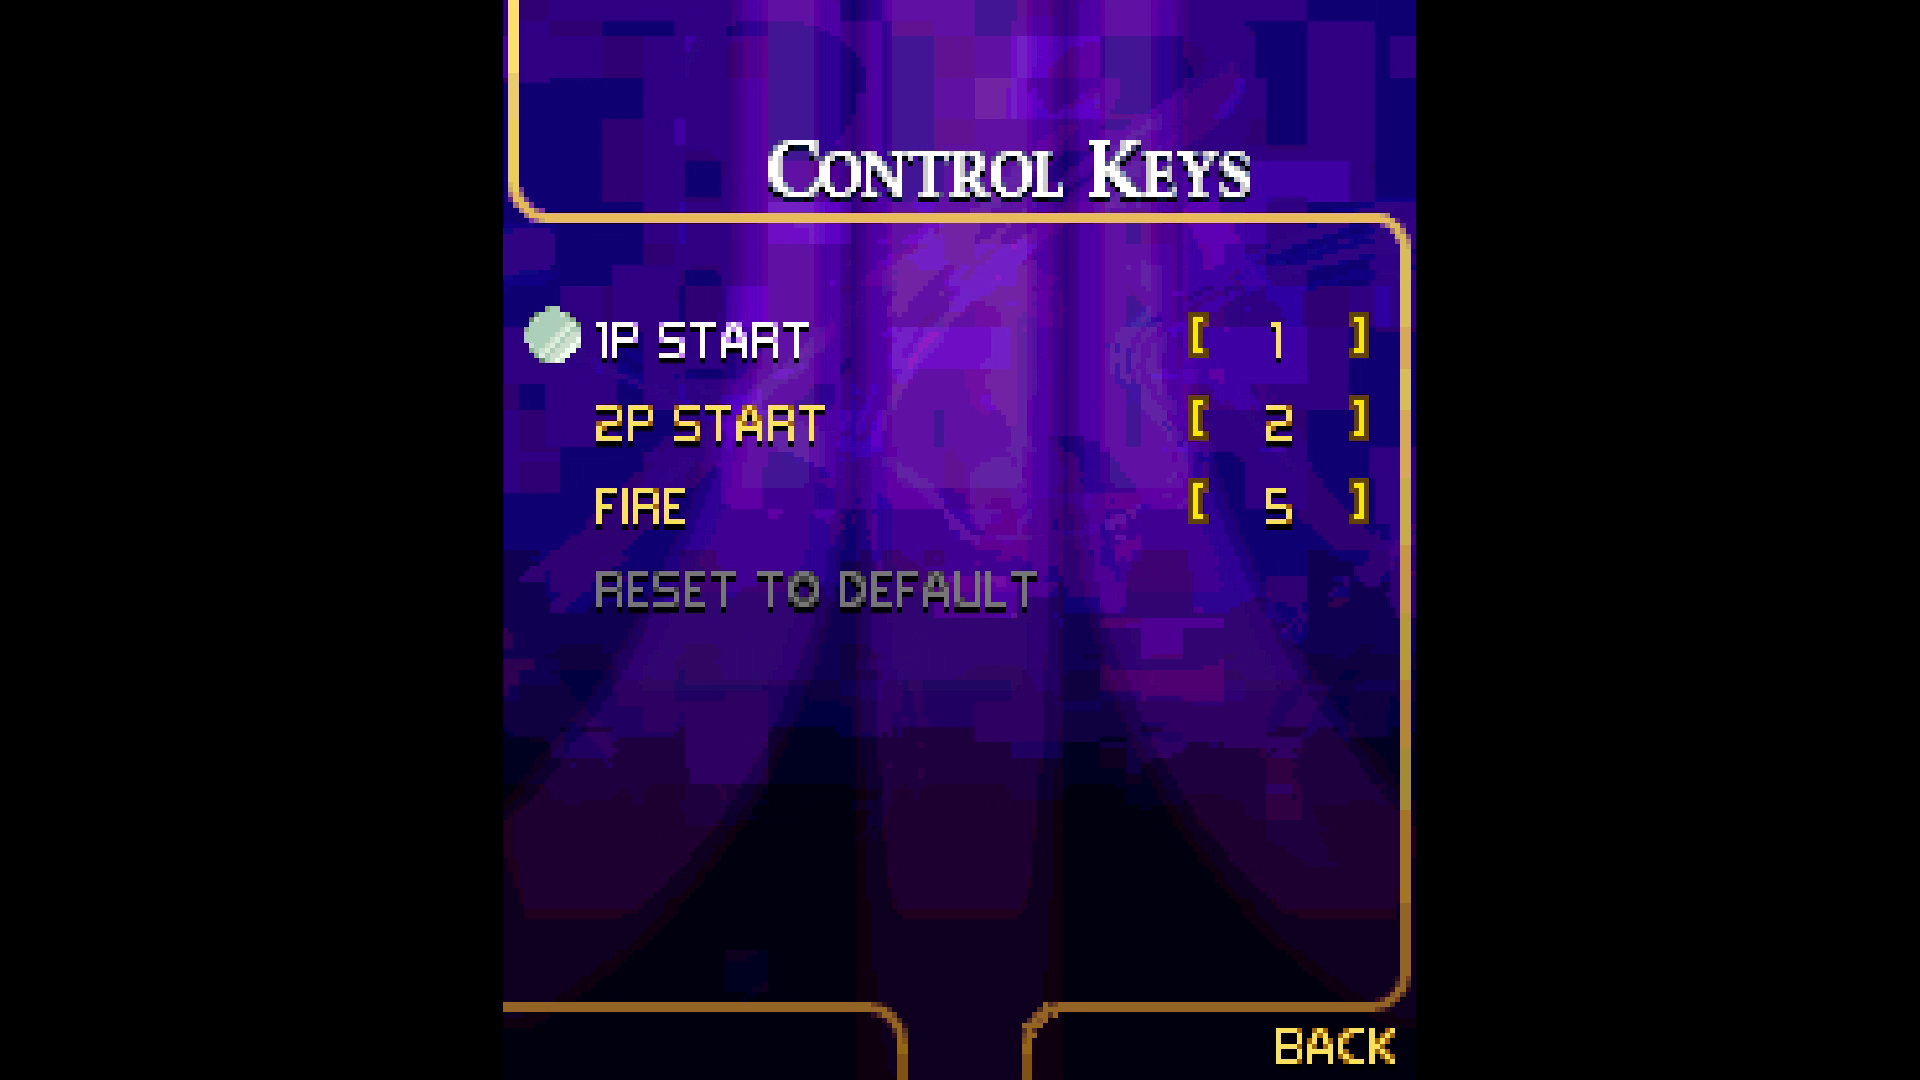 CONTROL KEYS
1P START [ 1 ]
2P START [ 2 ]
FIRE [ 5 ]
RESET TO DEFAULT
BACK